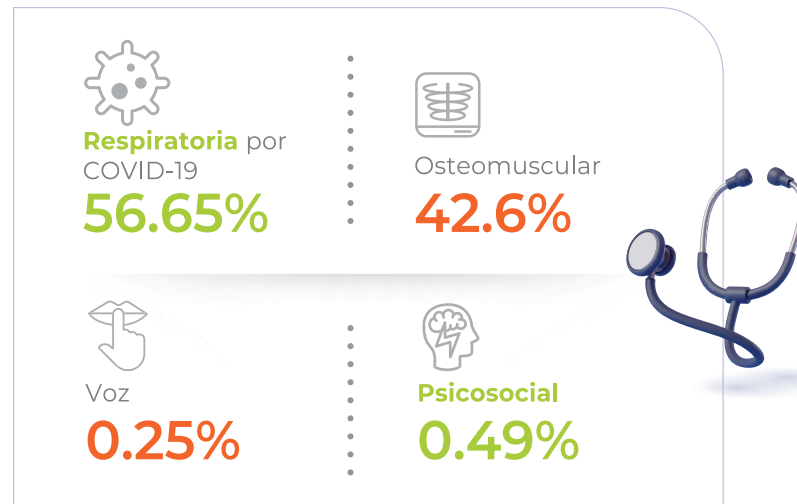 Respiratoria por
COVID-19
56.65%
Osteomuscular
42.6%
Voz
0.25%
Psicosocial
0.49%